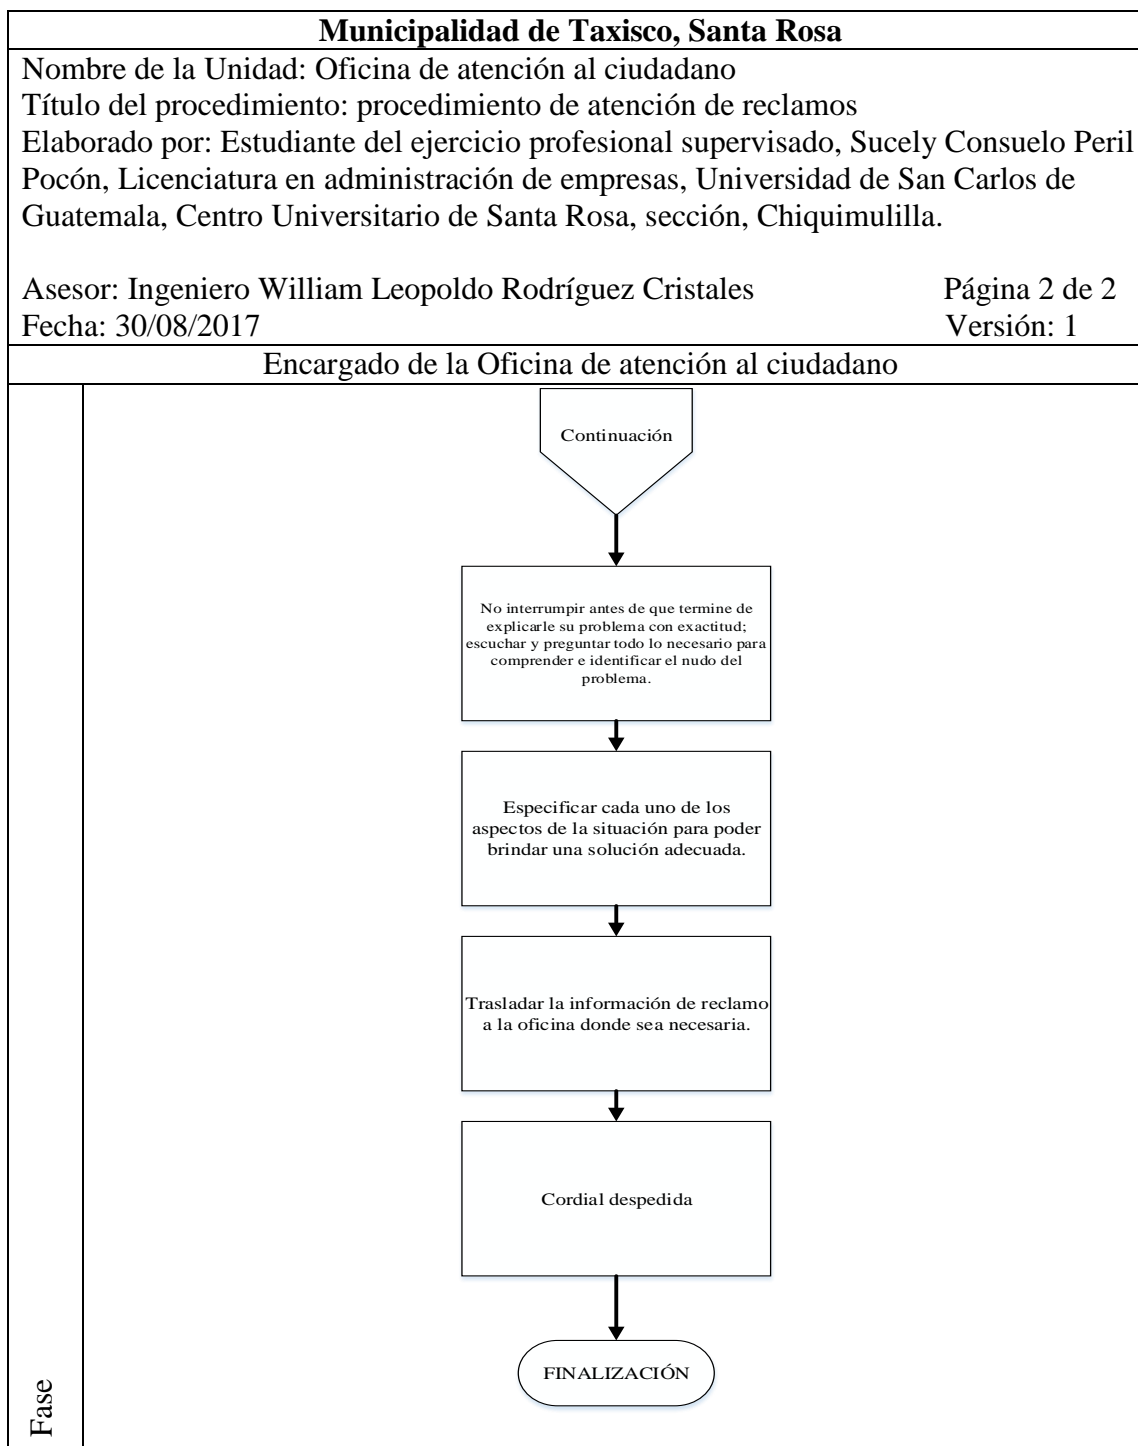 Municipalidad de Taxisco, Santa Rosa
Nombre de la Unidad: Oficina de atención al ciudadano
Título del procedimiento: procedimiento de atención de reclamos
Elaborado por: Estudiante del ejercicio profesional supervisado, Sucely Consuelo Peril
Pocón, Licenciatura en administración de empresas, Universidad de San Carlos de
Guatemala, Centro Universitario de Santa Rosa, sección, Chiquimulilla.
Asesor: Ingeniero William Leopoldo Rodríguez Cristales Página 2 de 2
Fecha: 30/08/2017 Versión: 1
Encargado de la Oficina de atención al ciudadano
Continuación
No interrumpir antes de que termine de
explicarle su problema con exactitud;
escuchar y preguntar todo lo necesario para
comprender e identificar el nudo del
problema.
Especificar cada uno de los
aspectos de la situación para poder
brindar una solución adecuada.
Trasladar la información de reclamo
a la oficina donde sea necesaria.
Cordial despedida
FINALIZACIÓN
Fase